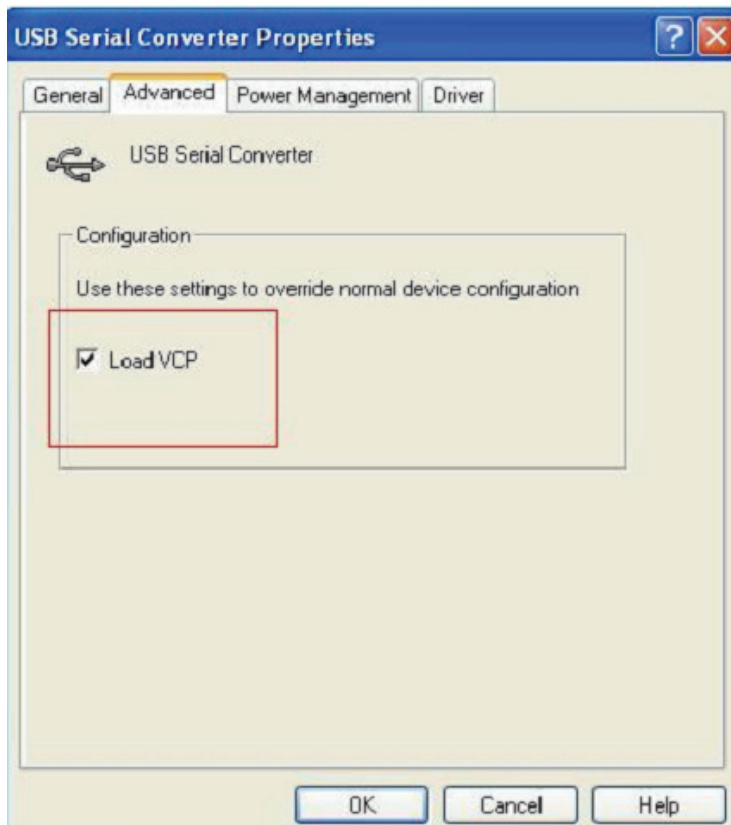 USB Serial Converter Properties
General Advanced Power Management Driver
USB Serial Converter
Configuration
Use these settings to override normal device configuration
Load VCP
OK Cancel Help